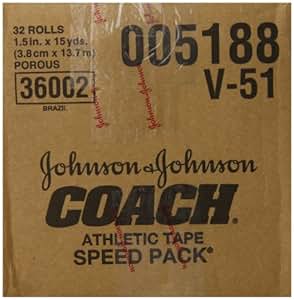 32 ROLLS
1.5in. x 15yds.
(3.8cm x 13.7m)
POROUS
36002
BRAZIL
005188
V-51
Johnson & Johnson
COACH®
ATHLETIC TAPE
SPEED PACK®